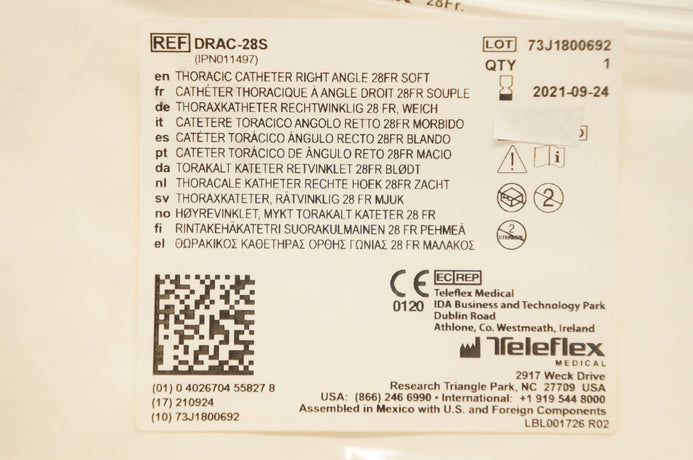 28Fr.
REF DRAC-28S
(IPN011497)
LOT 73J1800692
QTY 1
2021-09-24
en THORACIC CATHETER RIGHT ANGLE 28FR SOFT
fr CATHÉTER THORACIQUE À ANGLE DROIT 28FR SOUPLE
de THORAXKATHETER RECHTWINKLIG 28 FR, WEICH
it CATETERE TORACICO ANGOLO RETTO 28FR MORBIDO
es CATÉTER TORÁCICO ÁNGULO RECTO 28FR BLANDO
pt CATETER TORÁCICO DE ÂNGULO RETO 28FR MACIO
da TORAKALT KATETER RETVINKLET 28FR BLØDT
nl THORACALE KATHETER RECHTE HOEK 28FR ZACHT
sv THORAXKATETER, RÄTVINKLIG 28 FR MJUK
no HØYREVINKLET, MYKT TORAKALT KATETER 28 FR
fi RINTAKEHÄKATETRI SUORAKULMAINEN 28 FR PEHMEÄ
el ΘΩΡΑΚΙΚΟΣ ΚΑΘΕΤΗΡΑΣ ΟΡΘΗΣ ΓΩΝΙΑΣ 28 FR ΜΑΛΑΚΟΣ
i
2
2
STERILIZE
CE 0120
EC REP
Teleflex Medical
IDA Business and Technology Park
Dublin Road
Athlone, Co. Westmeath, Ireland
Teleflex
MEDICAL
(01) 0 4026704 55827 8
(17) 210924
(10) 73J1800692
2917 Weck Drive
Research Triangle Park, NC 27709 USA
USA: (866) 246 6990 • International: +1 919 544 8000
Assembled in Mexico with U.S. and Foreign Components
LBL001726 R02